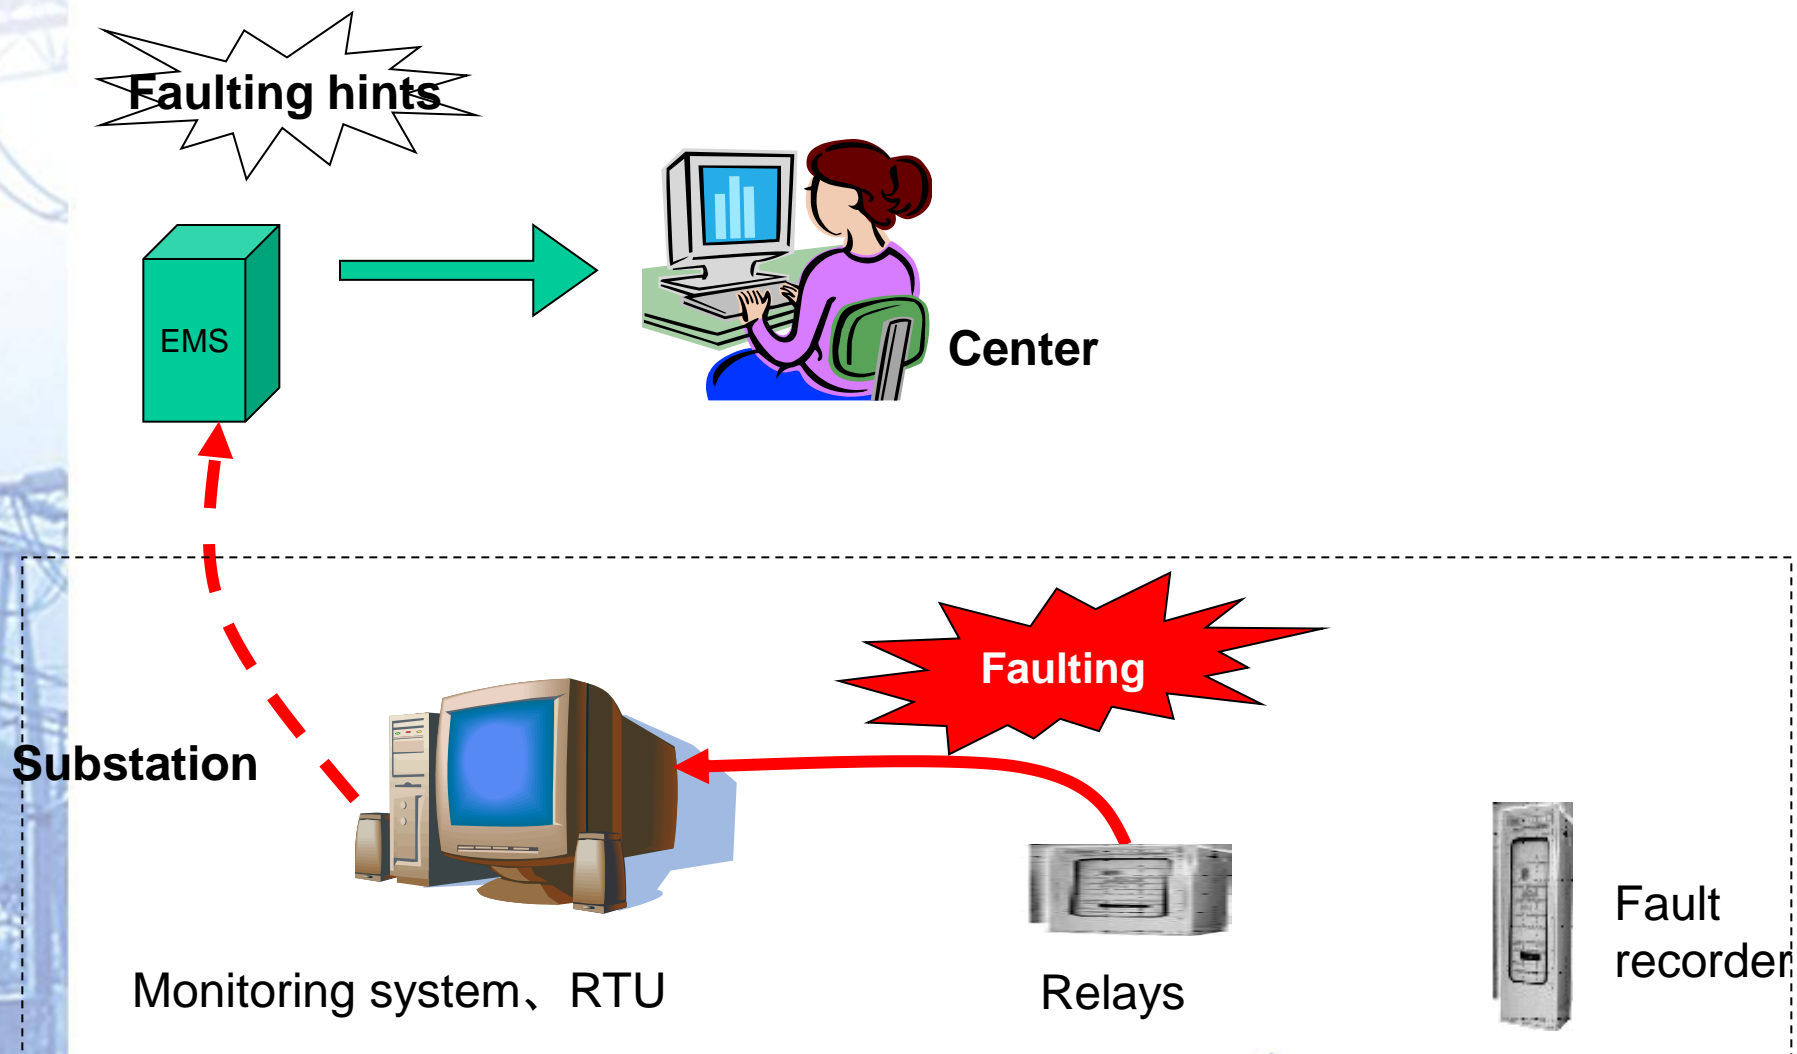 Faulting hints
EMS
Center
Faulting
Substation
Fault
recorder
Monitoring system、RTU
Relays